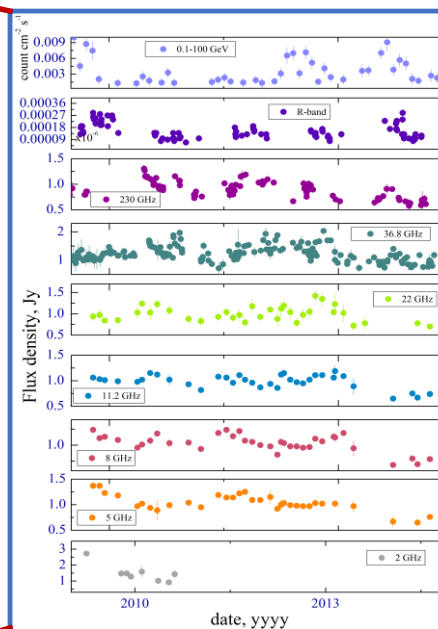 count cm⁻² s⁻¹
0.009
0.006
0.003
0.1-100 GeV
0.00036
0.00027
0.00018
0.00009
x10⁻⁶
R-band
1.5
1.0
0.5
230 GHz
2
1
36.8 GHz
1.5
1.0
0.5
22 GHz
Flux density, Jy
1.5
1.0
0.5
11.2 GHz
1.0
8 GHz
1.5
1.0
0.5
5 GHz
3
2
1
2 GHz
2010
2013
date, yyyy